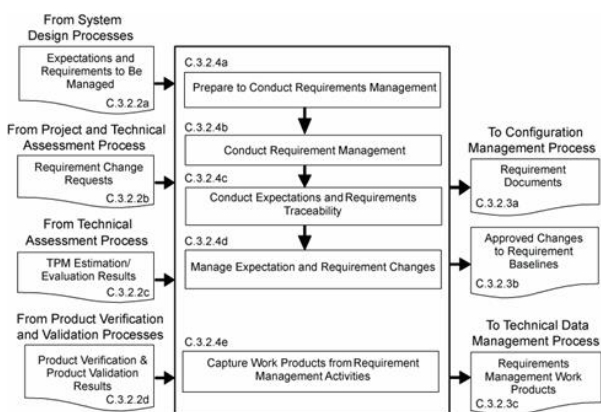 From System
Design Processes
Expectations and
Requirements to Be
Managed
C.3.2.2a
From Project and Technical
Assessment Process
Requirement Change
Requests
C.3.2.2b
From Technical
Assessment Process
TPM Estimation/
Evaluation Results
C.3.2.2c
From Product Verification
and Validation Processes
Product Verification &
Product Validation
Results
C.3.2.2d
C.3.2.4a
Prepare to Conduct Requirements Management
C.3.2.4b
Conduct Requirement Management
C.3.2.4c
Conduct Expectations and Requirements
Traceability
C.3.2.4d
Manage Expectation and Requirement Changes
C.3.2.4e
Capture Work Products from Requirement
Management Activities
To Configuration
Management Process
Requirement
Documents
C.3.2.3a
Approved Changes
to Requirement
Baselines
C.3.2.3b
To Technical Data
Management Process
Requirements
Management Work
Products
C.3.2.3c